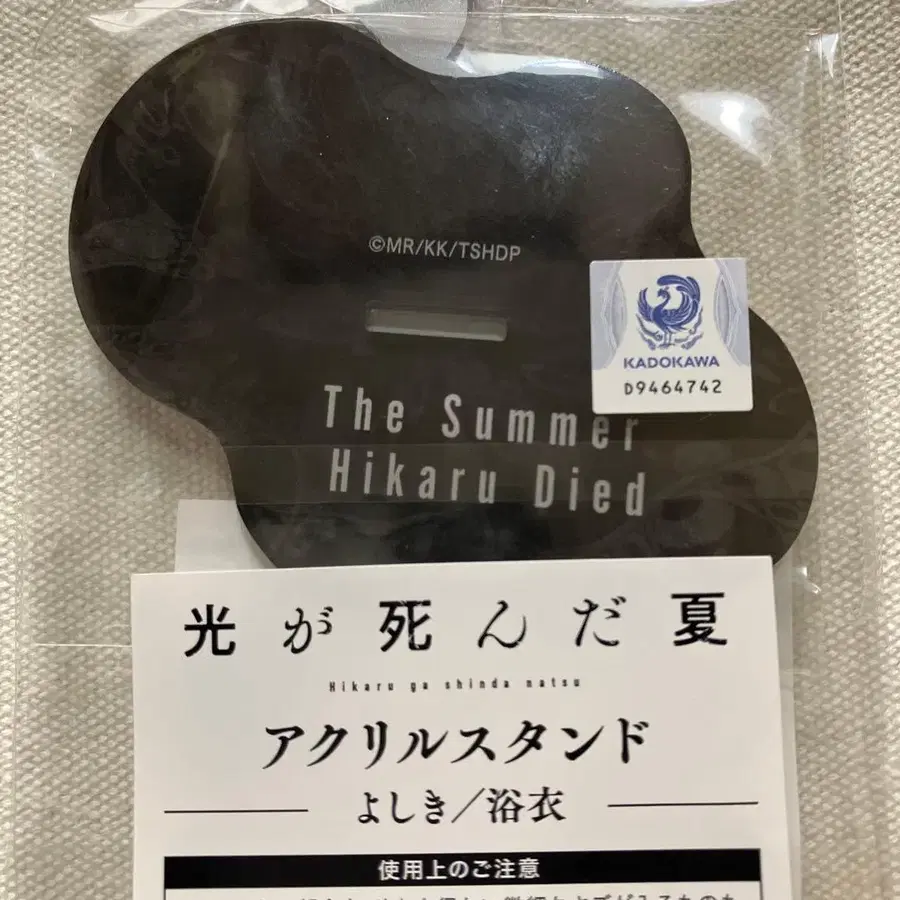 ©MR/KK/TSHDP
KADOKAWA
D9464742
The Summer
Hikaru Died
光が死んだ夏
Hikaru ga shinda natsu
アクリルスタンド
よしき／浴衣
使用上のご注意